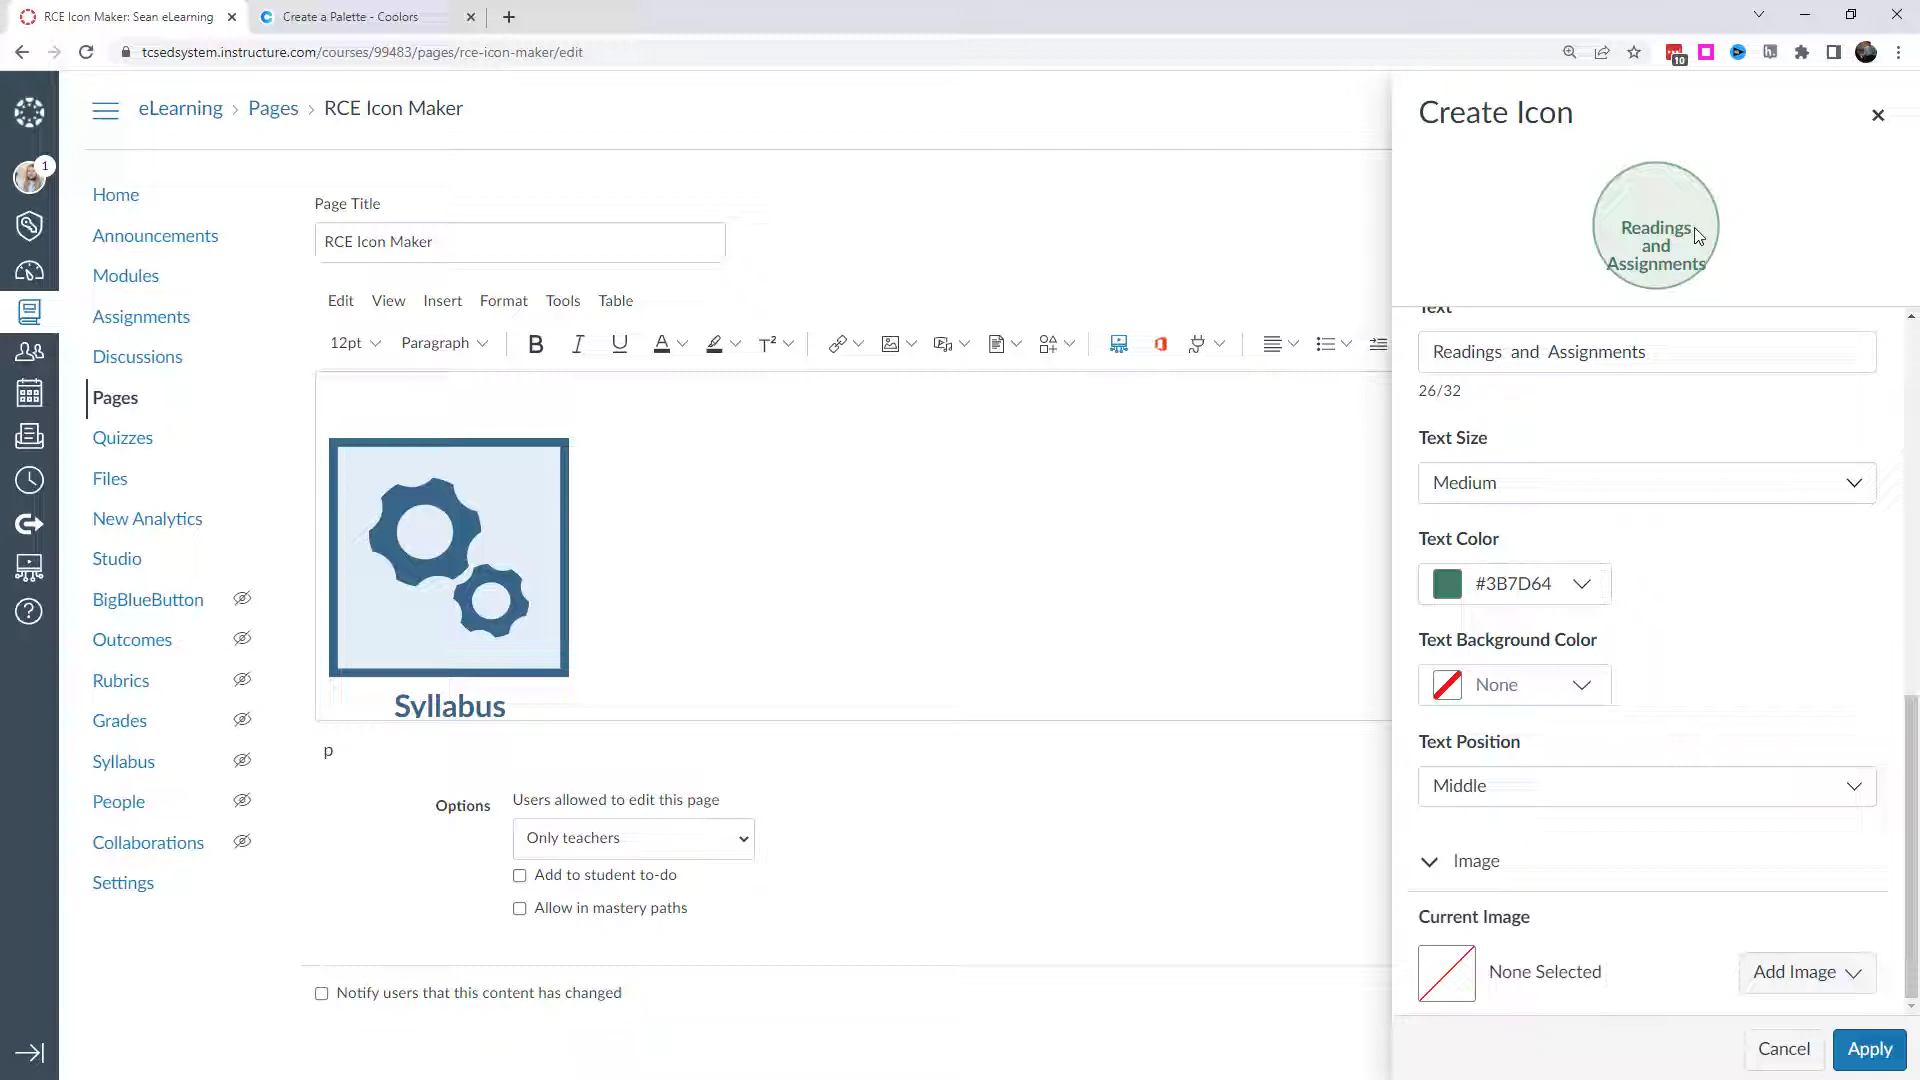 RCE Icon Maker: Sean eLearning
Create a Palette - Coolors
tcsedsystem.instructure.com/courses/99483/pages/rce-icon-maker/edit
10
eLearning > Pages > RCE Icon Maker
1
Home
Announcements
Modules
Assignments
Discussions
Pages
Quizzes
Files
New Analytics
Studio
BigBlueButton
Outcomes
Rubrics
Grades
Syllabus
People
Collaborations
Settings
Page Title
RCE Icon Maker
Edit View Insert Format Tools Table
12pt Paragraph B I U A T²
Syllabus
p
Options
Users allowed to edit this page
Only teachers
Add to student to-do
Allow in mastery paths
Notify users that this content has changed
Create Icon
Readings
and
Assignments
Text
Readings and Assignments
26/32
Text Size
Medium
Text Color
#3B7D64
Text Background Color
None
Text Position
Middle
Image
Current Image
None Selected
Add Image
Cancel
Apply